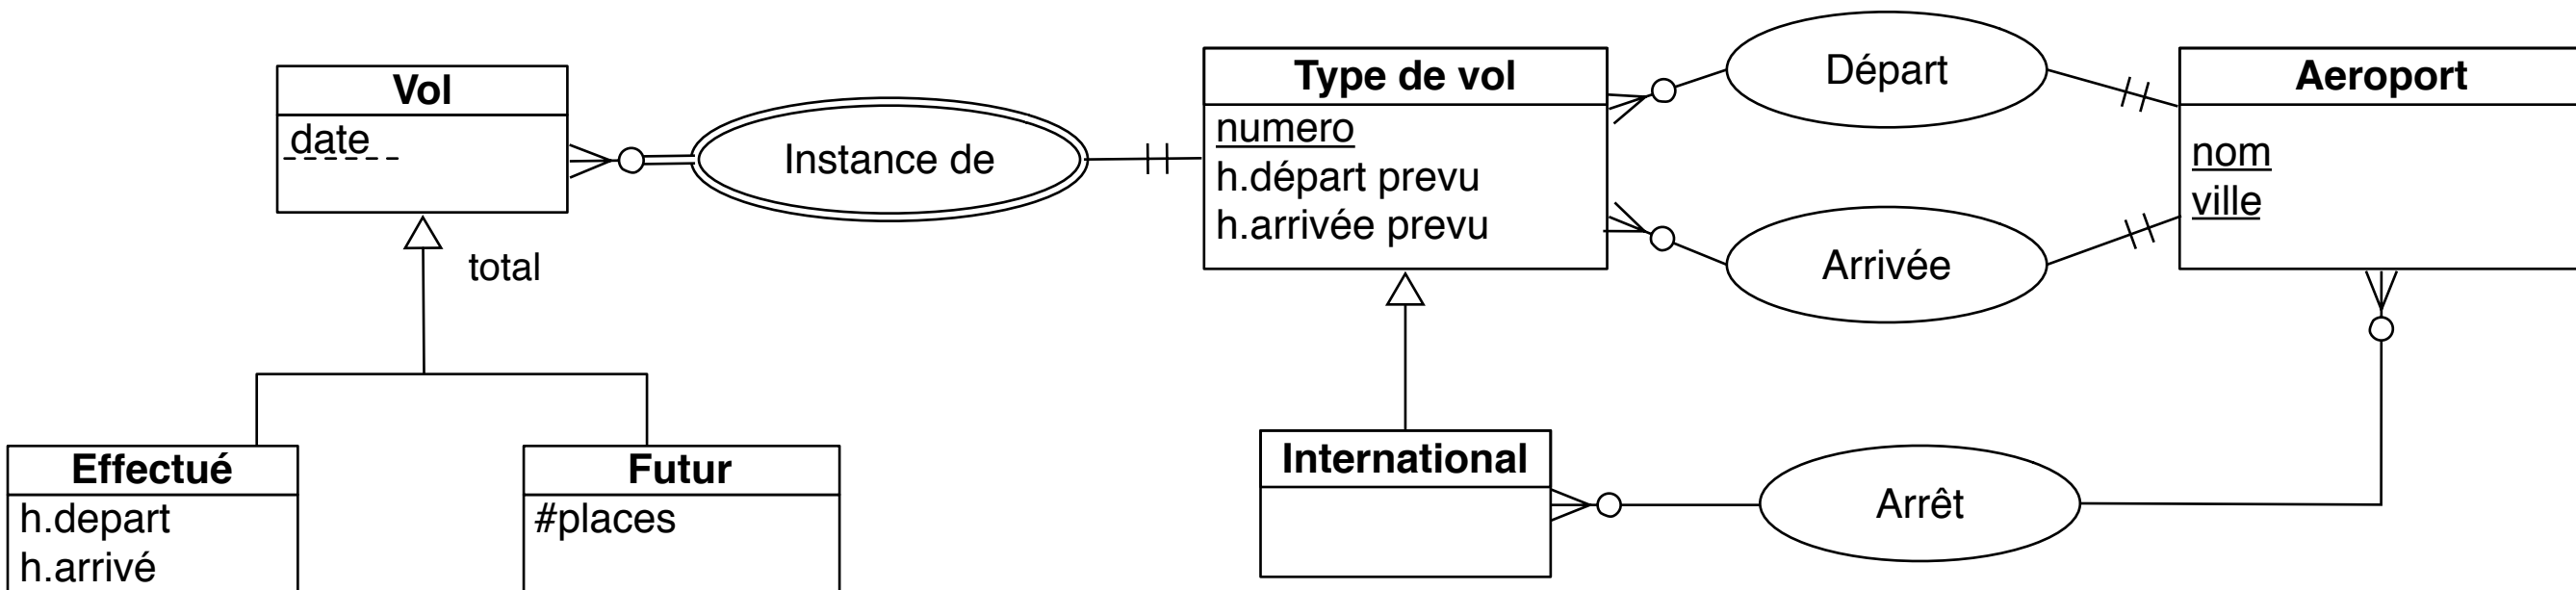 Vol
date
total
Effectué
h.depart
h.arrivé
Futur
#places
Instance de
Type de vol
numero
h.départ prevu
h.arrivée prevu
International
Départ
Arrivée
Arrêt
Aeroport
nom
ville